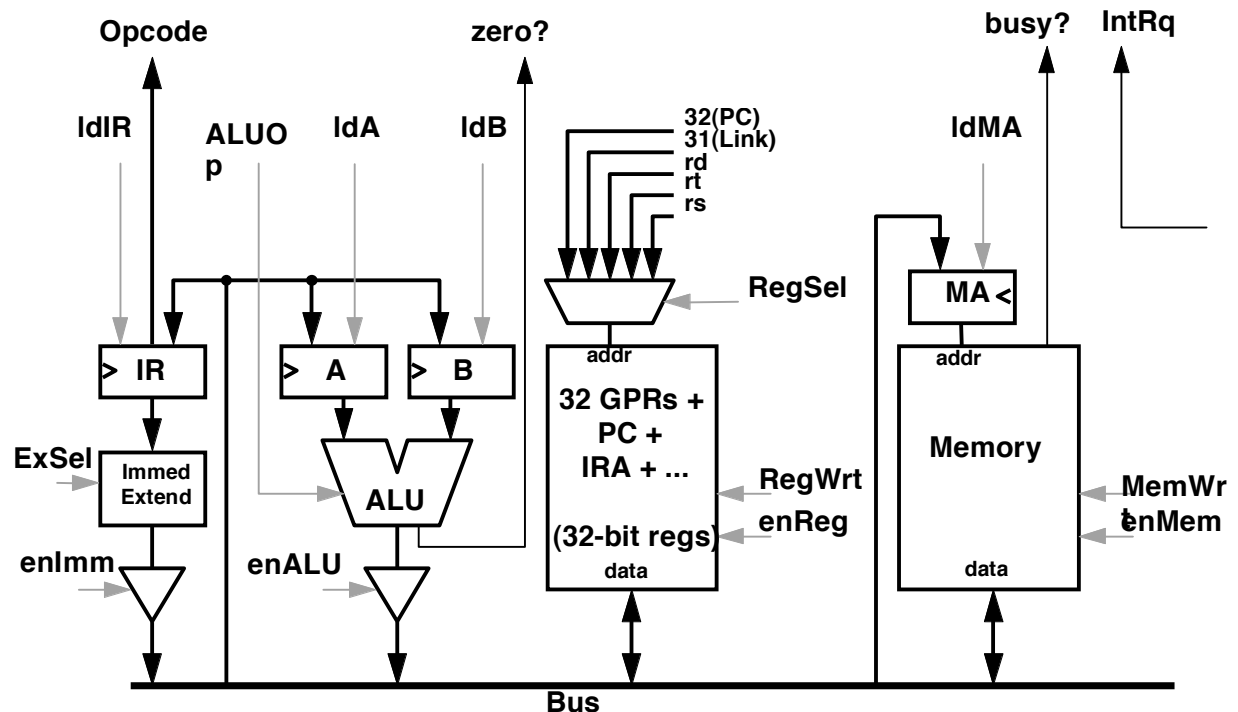 Opcode
zero?
busy?
IntRq
ldIR
ALUO
p
ldA
ldB
32(PC)
31(Link)
rd
rt
rs
ldMA
RegSel
MA <
> IR
> A
> B
addr
addr
32 GPRs +
PC +
IRA + ...
(32-bit regs)
data
Memory
data
ExSel
Immed
Extend
ALU
RegWrt
enReg
MemWr
t
enMem
enImm
enALU
Bus